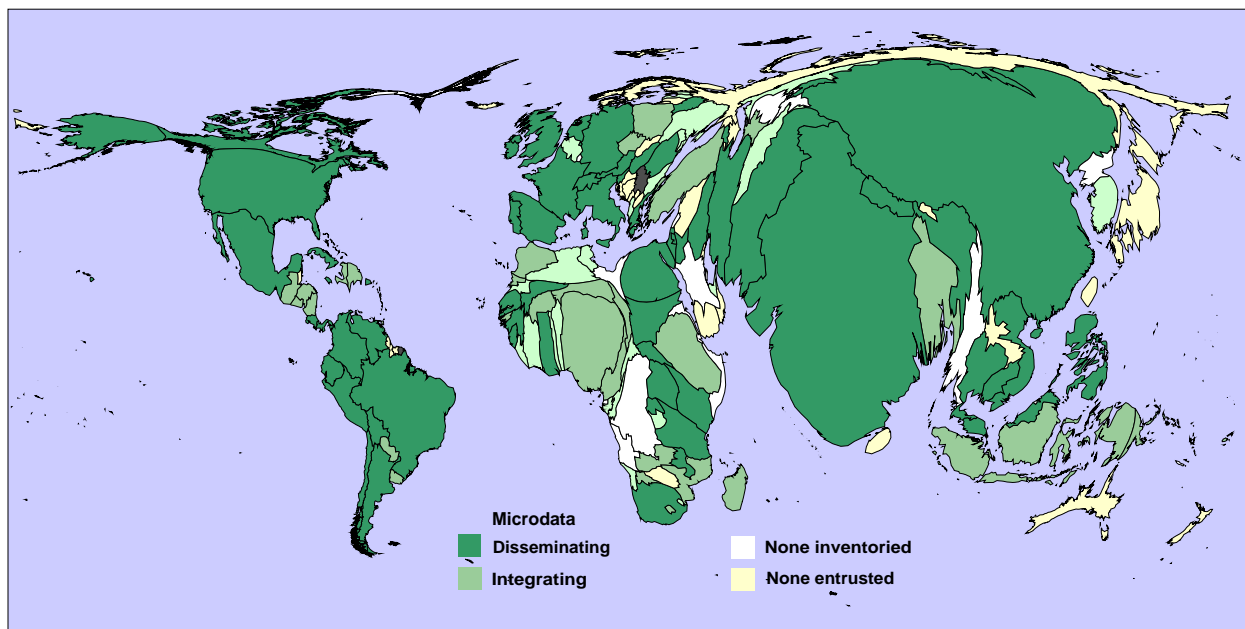 Microdata
Disseminating
Integrating
None inventoried
None entrusted